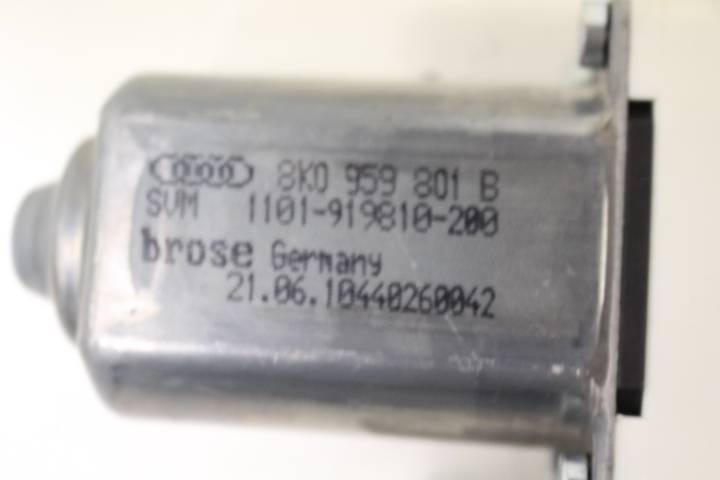 8K0 959 801 B
SVM 1101-919810-200
brose Germany
21.06.10440260042